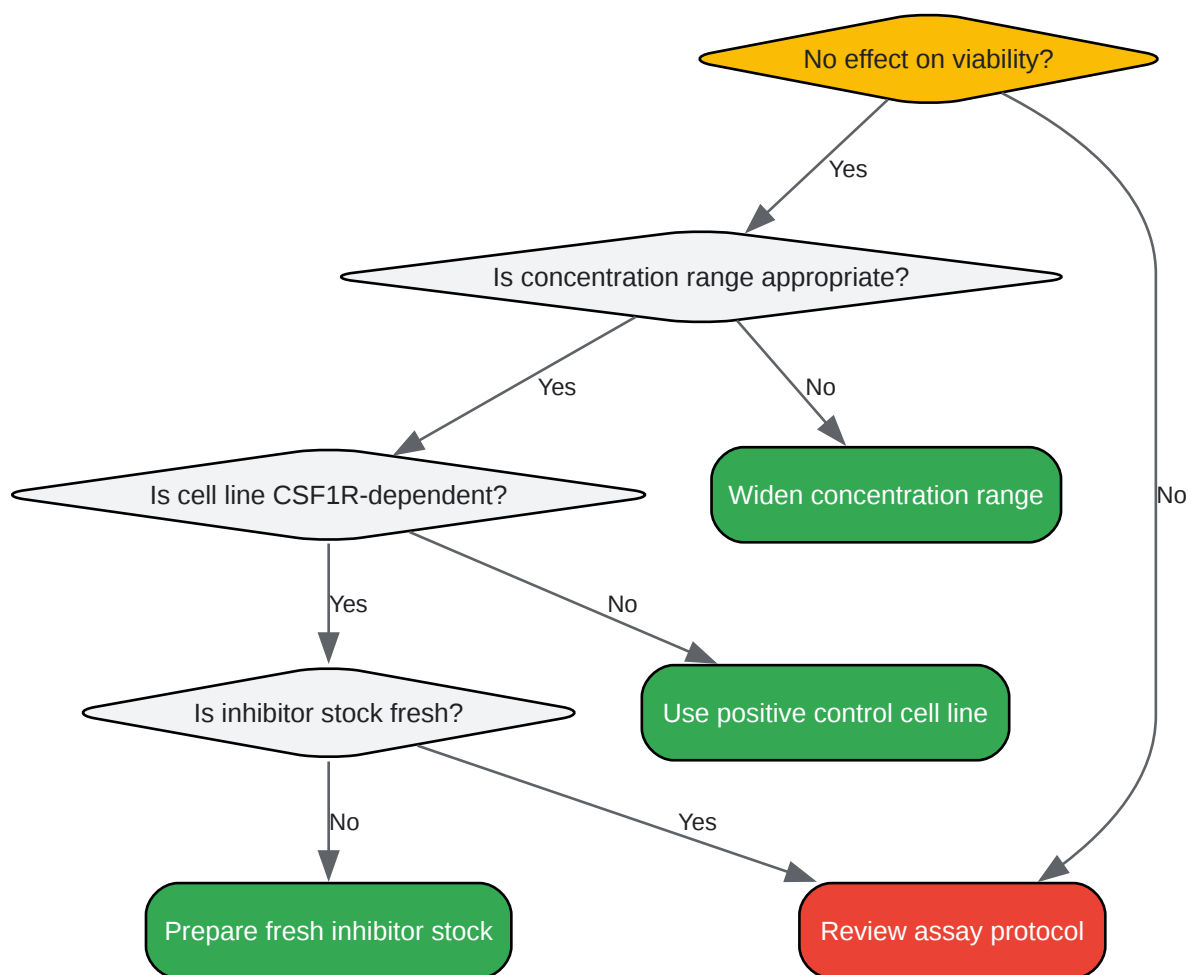 No effect on viability?
Yes
Is concentration range appropriate?
Yes
No
Is cell line CSF1R-dependent?
Widen concentration range
No
Yes
No
Is inhibitor stock fresh?
Use positive control cell line
No
Yes
Prepare fresh inhibitor stock
Review assay protocol